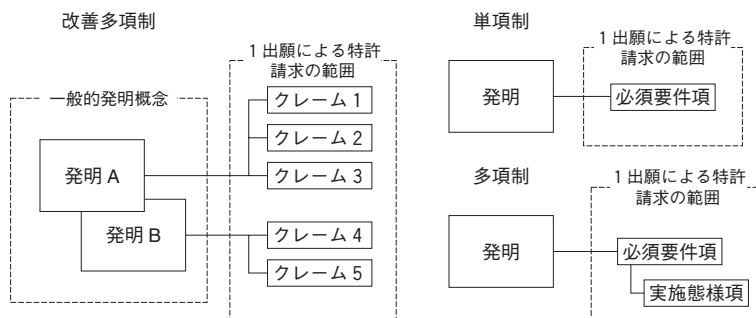 改善多項制
1 出願による特許
請求の範囲
一般的発明概念
クレーム 1
クレーム 2
クレーム 3
クレーム 4
クレーム 5
発明 A
発明 B
単項制
1 出願による特許
請求の範囲
発明
必須要件項
多項制
1 出願による特許
請求の範囲
発明
必須要件項
実施態様項